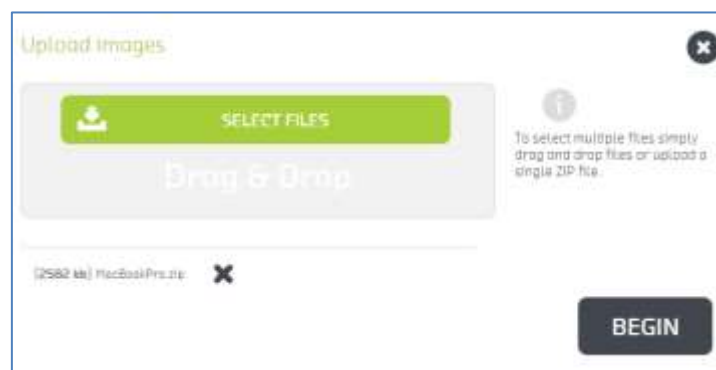 Upload Images
SELECT FILES
Drag & Drop
To select multiple files simply
drag and drop files or upload a
single ZIP file.
(2582 kb) MacBookPro.zip
BEGIN